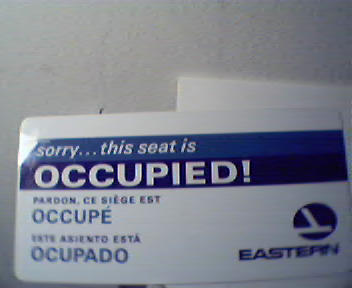 sorry...this seat is
OCCUPIED!
PARDON, CE SIÈGE EST
OCCUPÉ
ESTE ASIENTO ESTÁ
OCUPADO
EASTERN